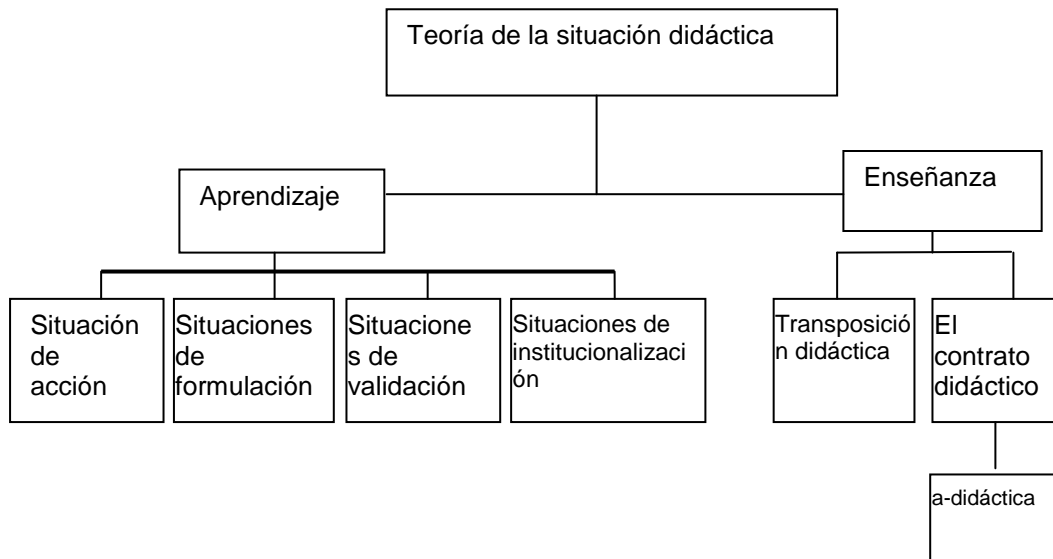 Teoría de la situación didáctica
Aprendizaje
Enseñanza
Situación
de
acción
Situaciones
de
formulación
Situacione
s de
validación
Situaciones de
institucionalizaci
ón
Transposició
n didáctica
El
contrato
didáctico
a-didáctica